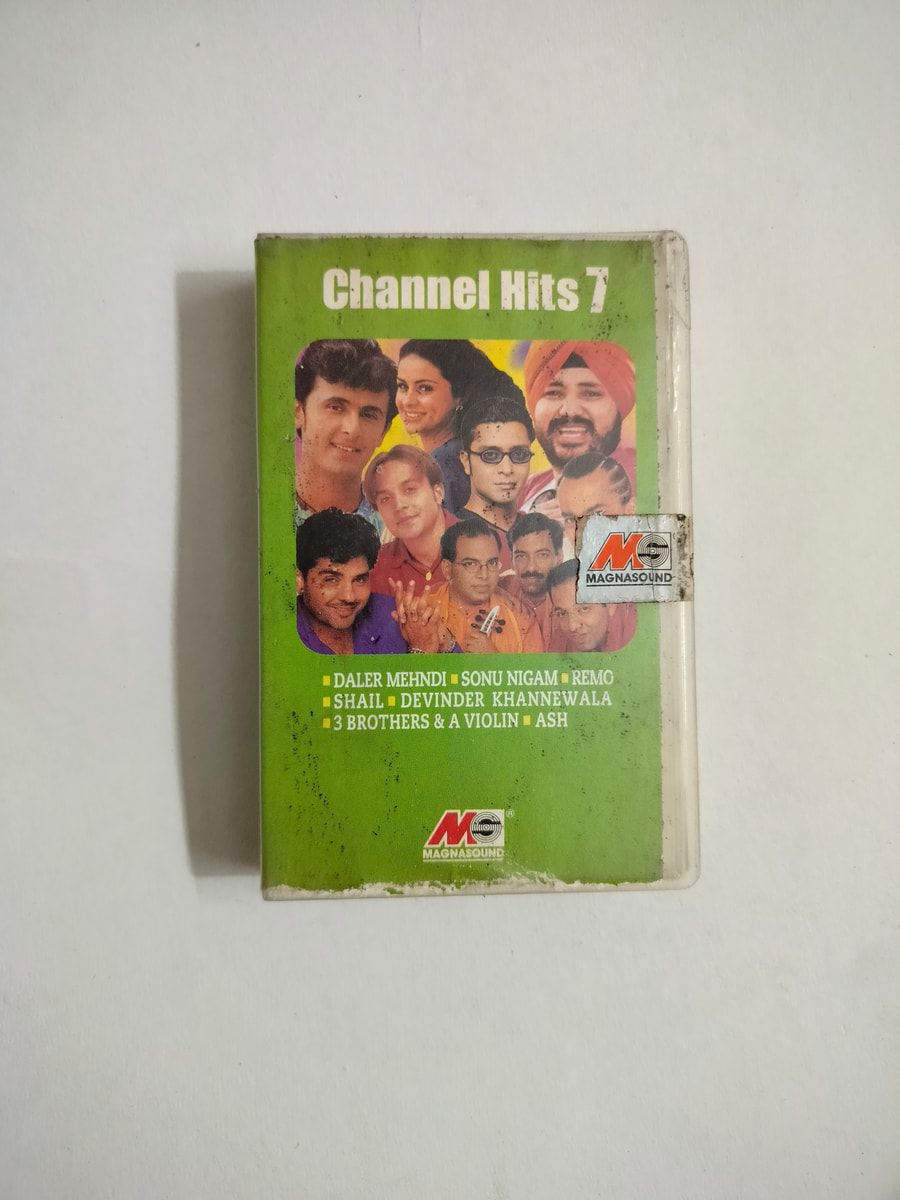 Channel Hits 7
MAGNASOUND
▪ DALER MEHNDI ▪ SONU NIGAM ▪ REMO
▪ SHAIL ▪ DEVINDER KHANNEWALA
▪ 3 BROTHERS & A VIOLIN ▪ ASH
®
MAGNASOUND